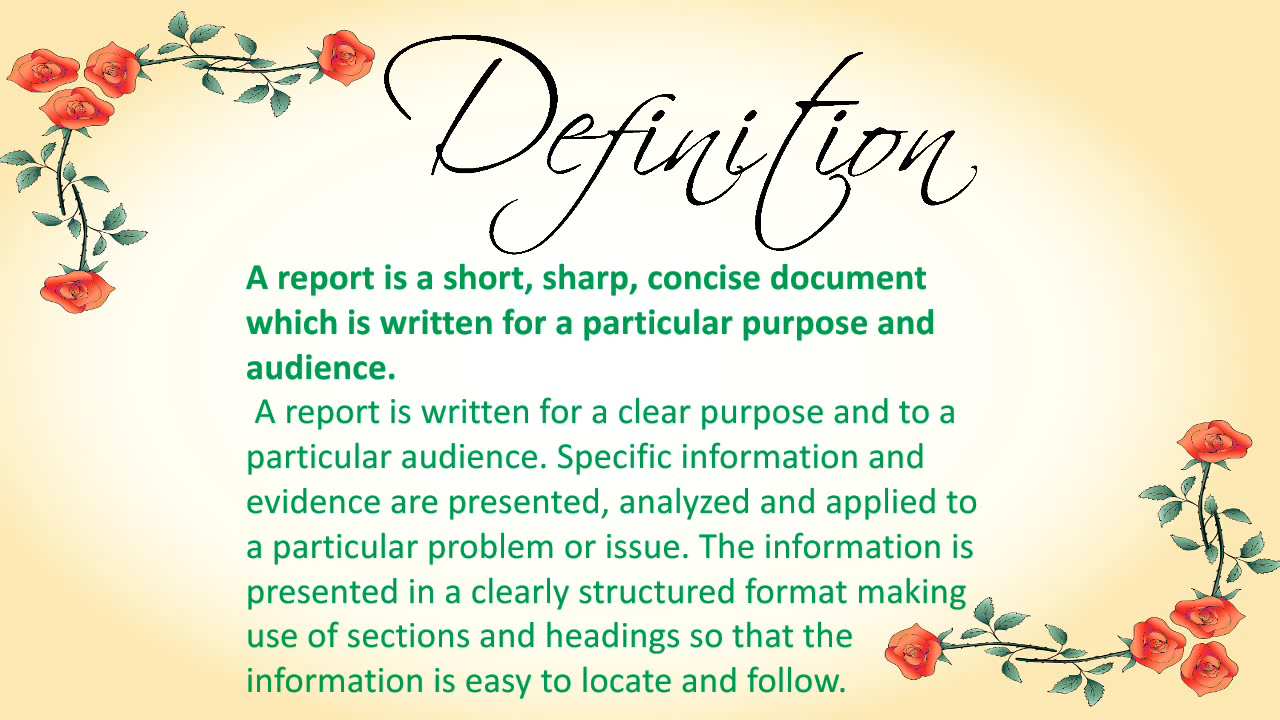 Definition
A report is a short, sharp, concise document
which is written for a particular purpose and
audience.
A report is written for a clear purpose and to a
particular audience. Specific information and
evidence are presented, analyzed and applied to
a particular problem or issue. The information is
presented in a clearly structured format making
use of sections and headings so that the
information is easy to locate and follow.